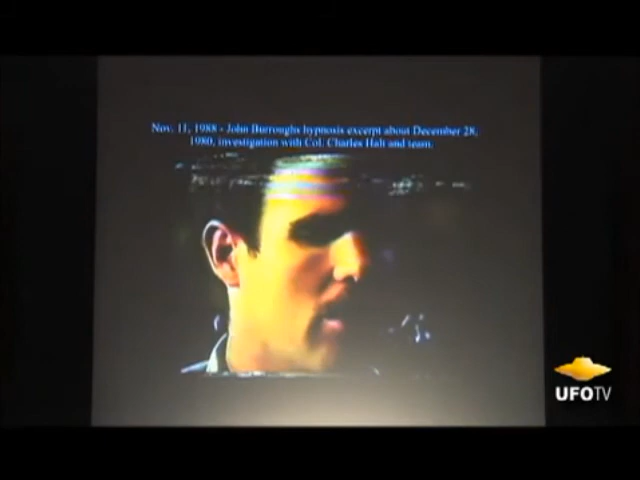 Nov. 11, 1988 - John Burroughs hypnosis excerpt about December 28,
1980, investigation with Col. Charles Halt and team.
UFOTV